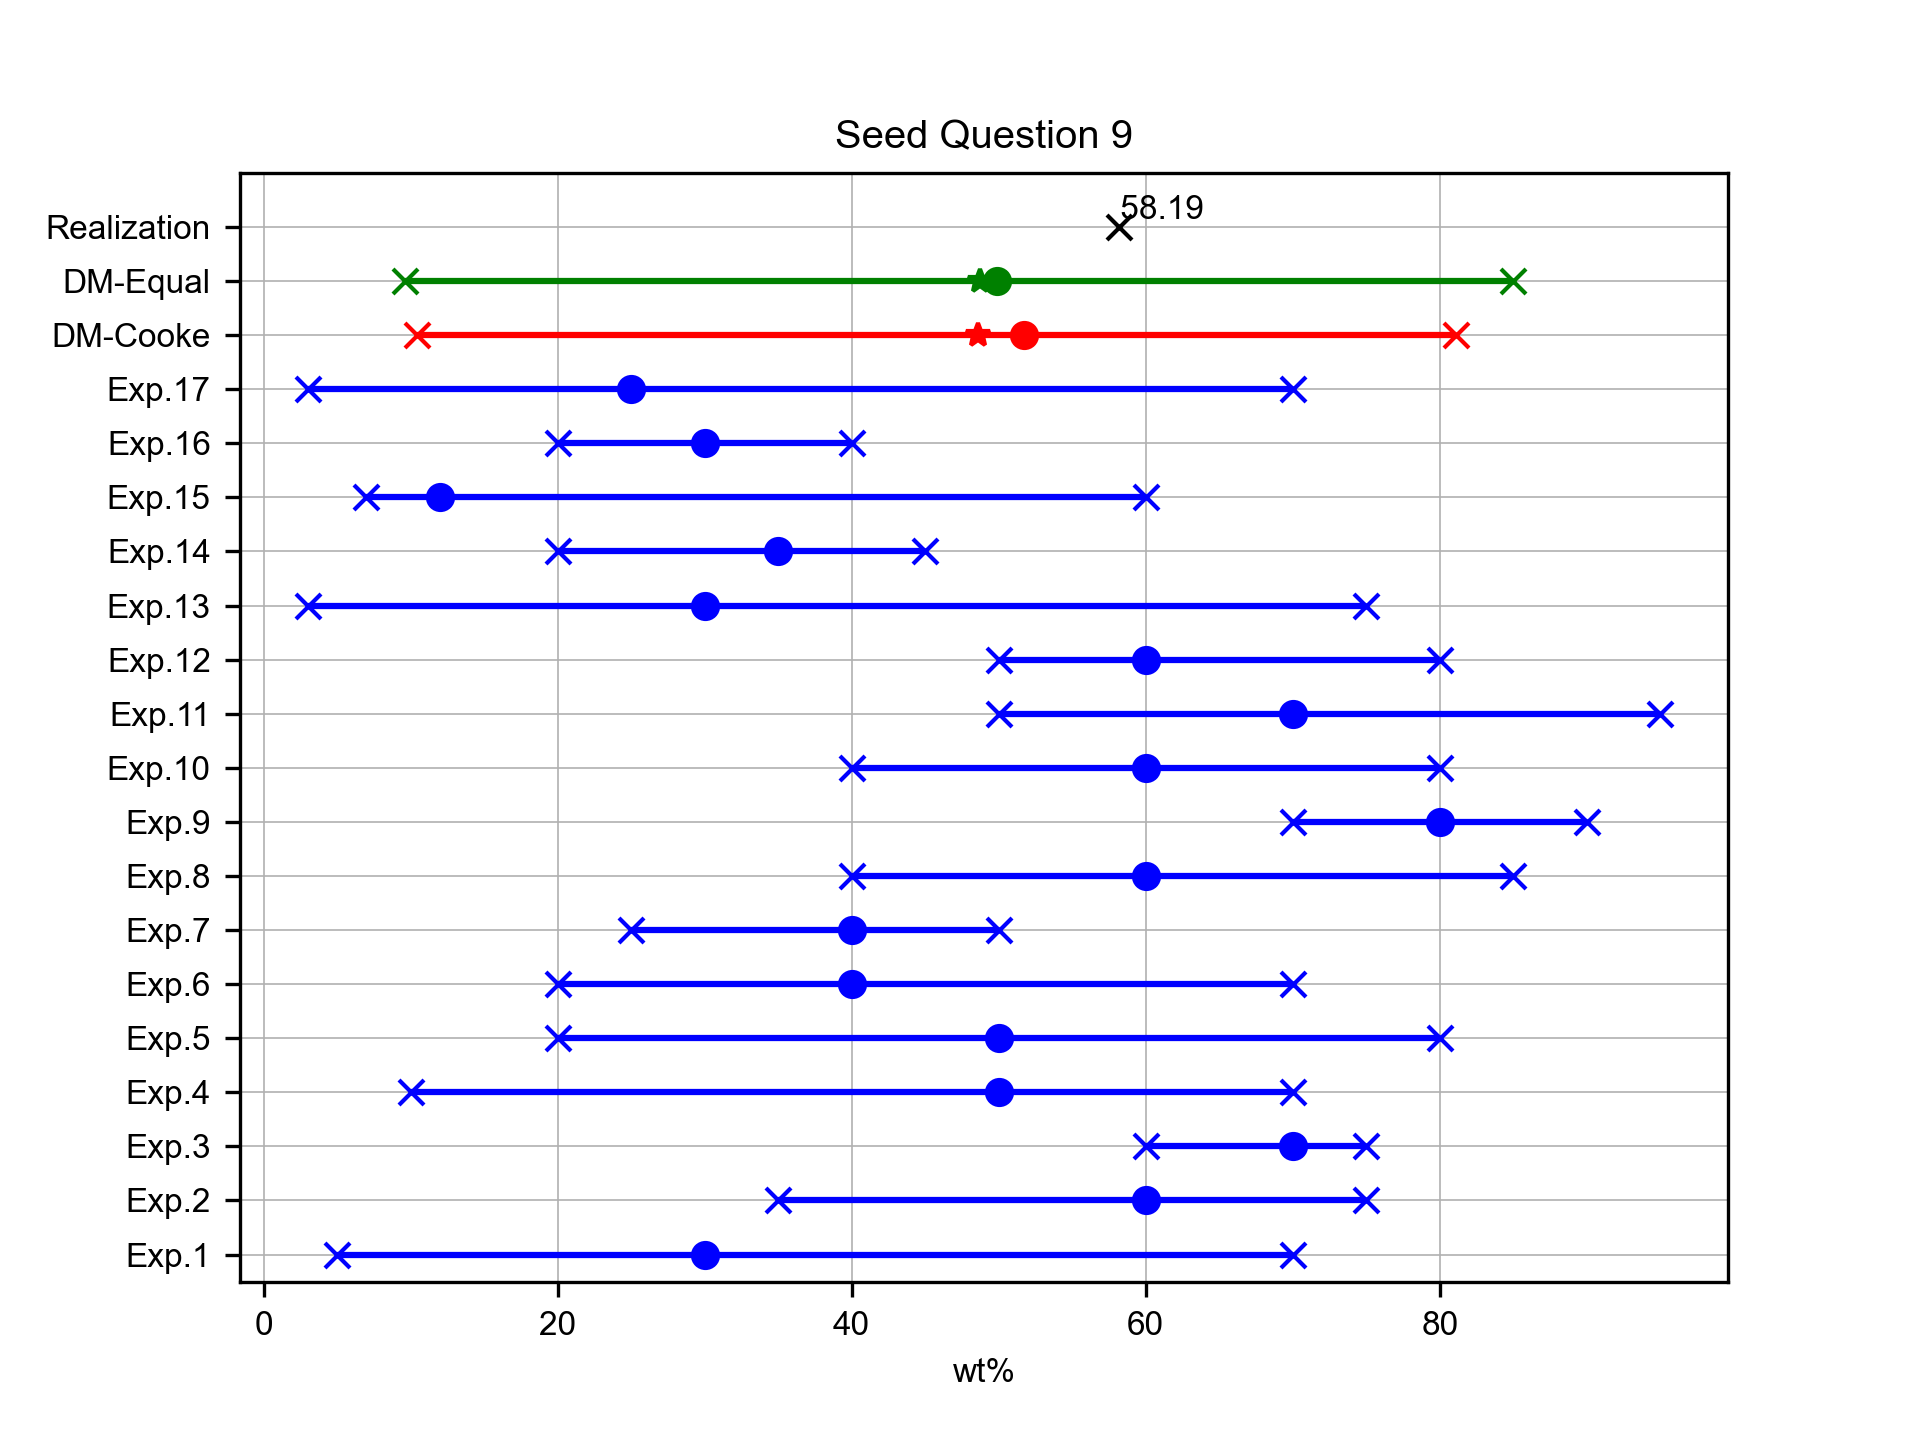 Seed Question 9
58.19
Realization
DM-Equal
DM-Cooke
Exp.17
Exp.16
Exp.15
Exp.14
Exp.13
Exp.12
Exp.11
Exp.10
Exp.9
Exp.8
Exp.7
Exp.6
Exp.5
Exp.4
Exp.3
Exp.2
Exp.1
0 20 40 60 80
wt%